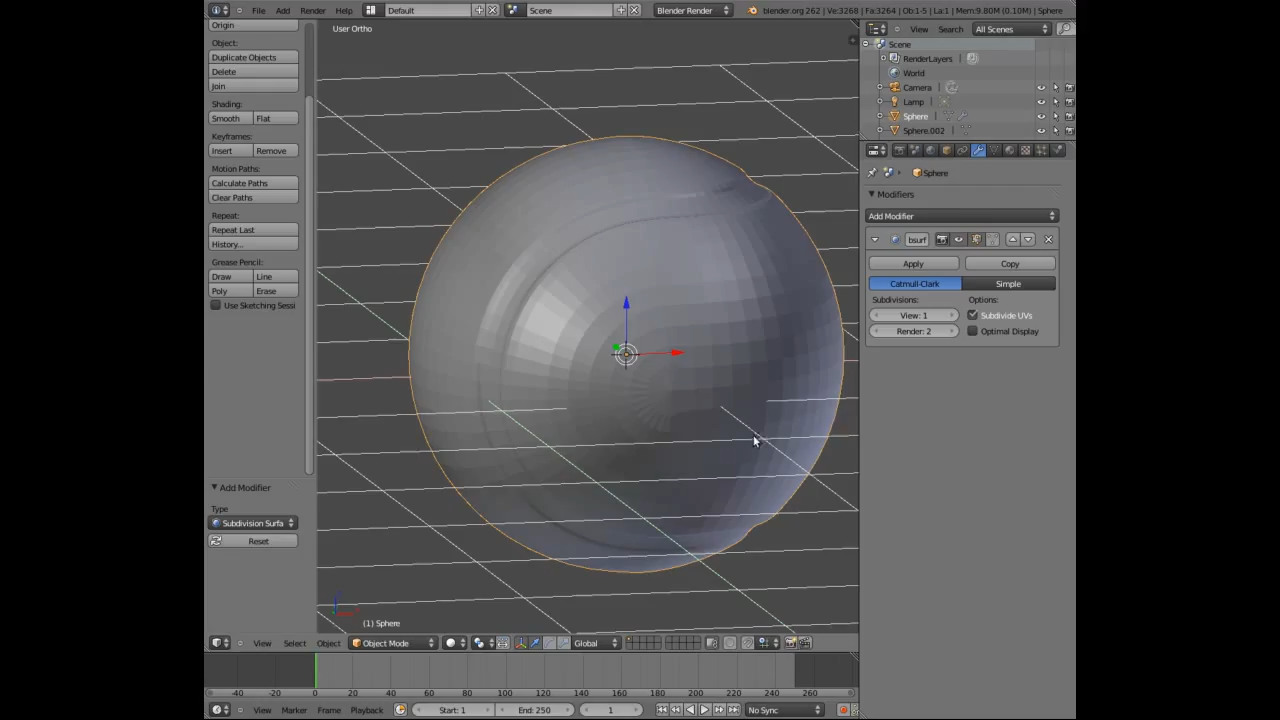 File Add Render Help Default Scene Blender Render blender.org 262 | Ve:3268 | Fa:3264 | Ob:1-5 | La:1 | Mem:9.80M (0.10M) | Sphere
Origin
Object:
Duplicate Objects
Delete
Join
Shading:
Smooth Flat
Keyframes:
Insert Remove
Motion Paths:
Calculate Paths
Clear Paths
Repeat:
Repeat Last
History...
Grease Pencil:
Draw Line
Poly Erase
Use Sketching Sessi
Add Modifier
Type
Subdivision Surfa
Reset
User Ortho
(1) Sphere
View Select Object Object Mode Global
View Search All Scenes
Scene
RenderLayers
World
Camera
Lamp
Sphere
Sphere.002
Sphere
Modifiers
Add Modifier
bsurf
Apply Copy
Catmull-Clark Simple
Subdivisions: Options:
View: 1 Subdivide UVs
Render: 2 Optimal Display
-40 -20 0 20 40 60 80 100 120 140 160 180 200 220 240 260
View Marker Frame Playback Start: 1 End: 250 1 No Sync